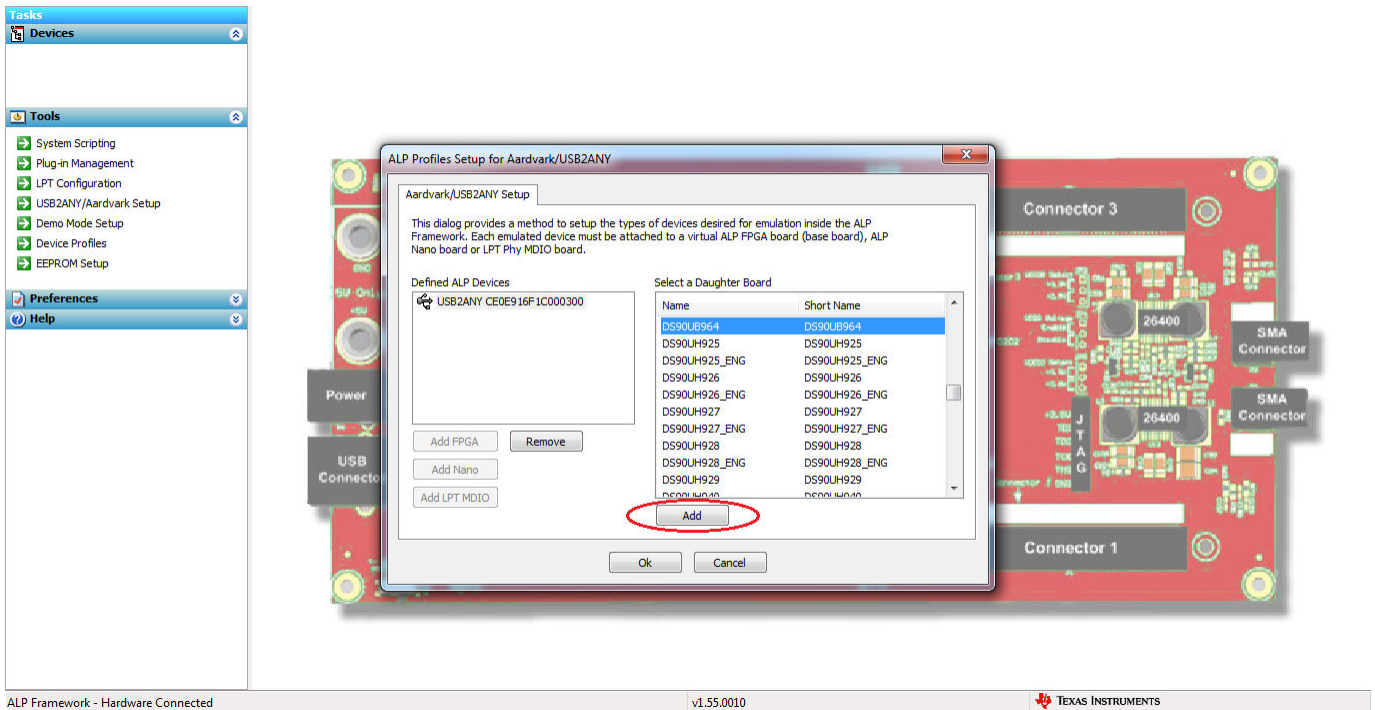 Tasks
Devices
Tools
System Scripting
Plug-in Management
LPT Configuration
USB2ANY/Aardvark Setup
Demo Mode Setup
Device Profiles
EEPROM Setup
Preferences
Help
ALP Profiles Setup for Aardvark/USB2ANY
Aardvark/USB2ANY Setup
This dialog provides a method to setup the types of devices desired for emulation inside the ALP
Framework. Each emulated device must be attached to a virtual ALP FPGA board (base board), ALP
Nano board or LPT Phy MDIO board.
Defined ALP Devices
USB2ANY CE0E916F1C000300
Add FPGA
Remove
Add Nano
Add LPT MDIO
Select a Daughter Board
Name Short Name
DS90UB964 DS90UB964
DS90UH925 DS90UH925
DS90UH925_ENG DS90UH925_ENG
DS90UH926 DS90UH926
DS90UH926_ENG DS90UH926_ENG
DS90UH927 DS90UH927
DS90UH927_ENG DS90UH927_ENG
DS90UH928 DS90UH928
DS90UH928_ENG DS90UH928_ENG
DS90UH929 DS90UH929
DS90UH940 DS90UH940
Add
Ok
Cancel
Power
USB
Connecto
GND
Connector 3
26400
SMA
Connector
SMA
Connector
26400
JTAG
Connector 1
ALP Framework - Hardware Connected
v1.55.0010
TEXAS INSTRUMENTS